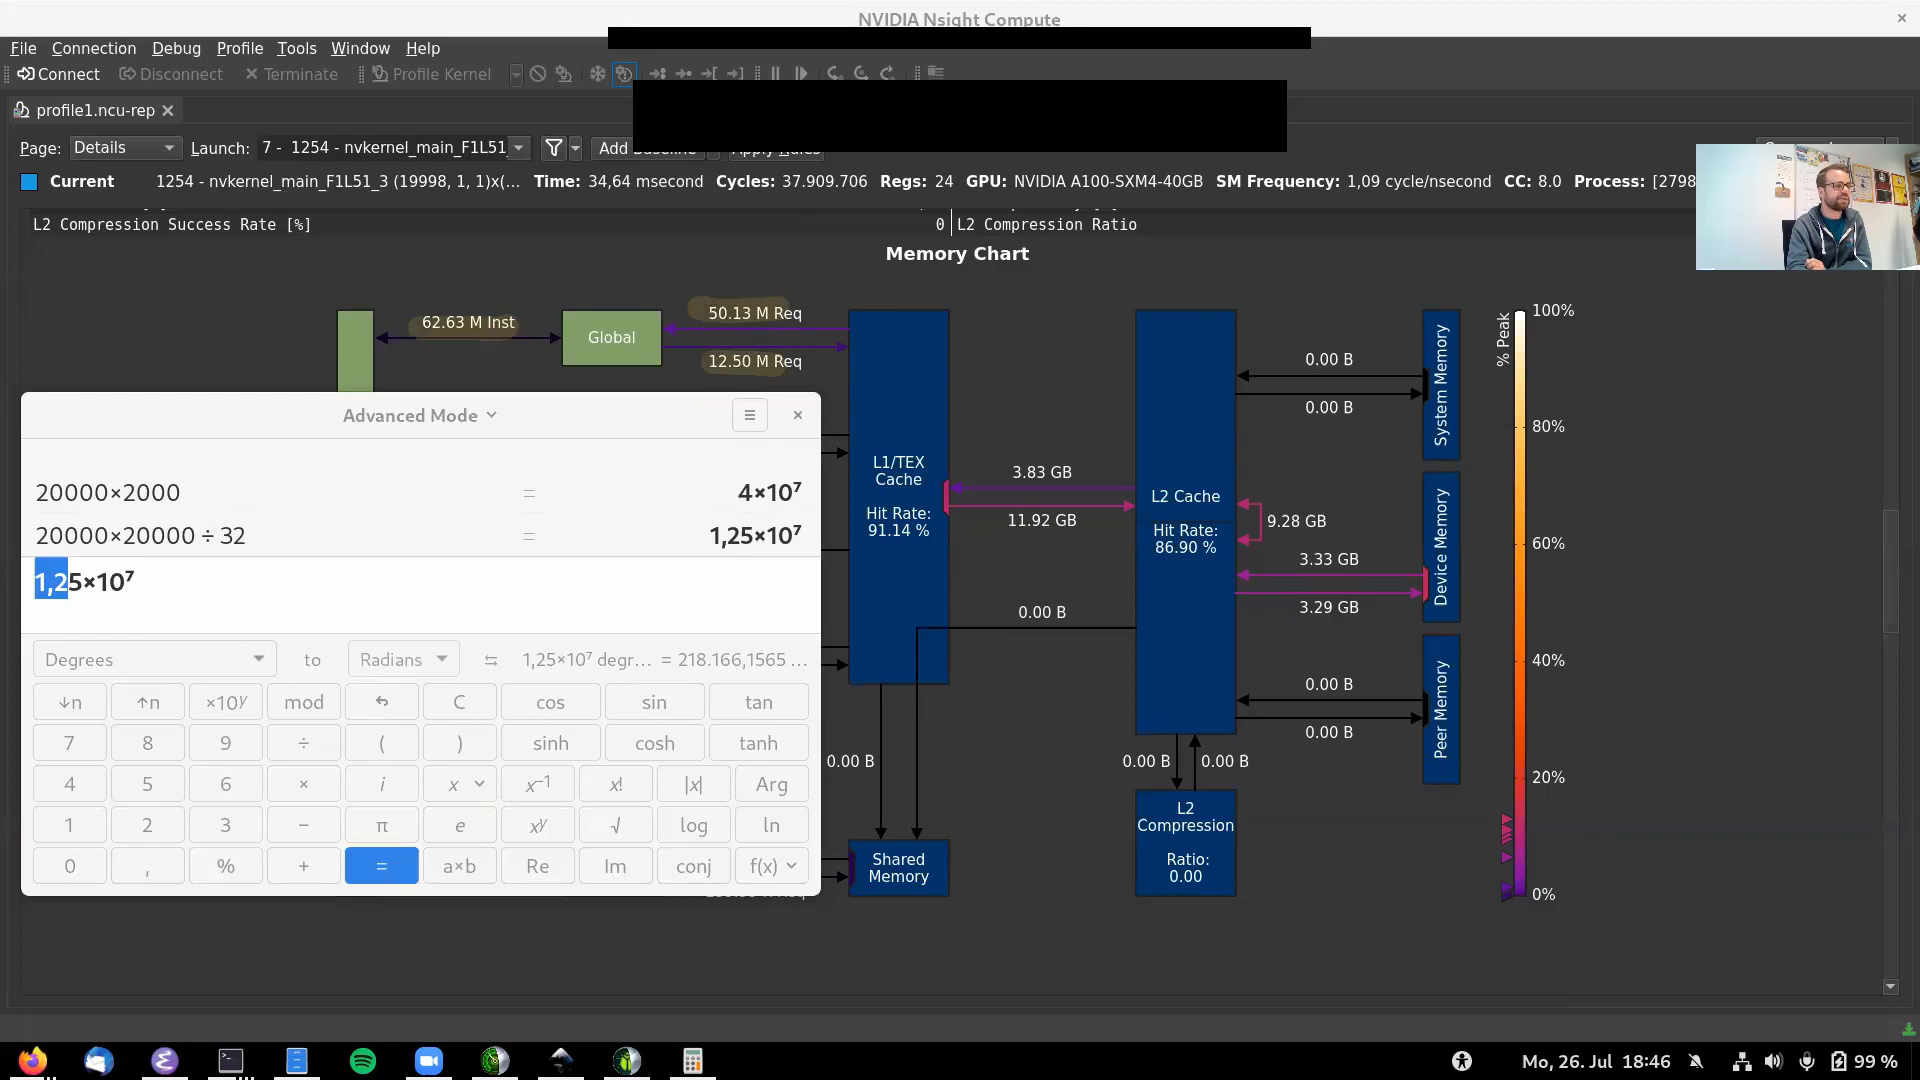 NVIDIA Nsight Compute
File Connection Debug Profile Tools Window Help
Connect Disconnect Terminate Profile Kernel
profile1.ncu-rep
Page: Details Launch: 7 - 1254 - nvkernel_main_F1L51_ Add Baseline Apply Rules
Current 1254 - nvkernel_main_F1L51_3 (19998, 1, 1)x(... Time: 34,64 msecond Cycles: 37.909.706 Regs: 24 GPU: NVIDIA A100-SXM4-40GB SM Frequency: 1,09 cycle/nsecond CC: 8.0 Process: [2798
L2 Compression Success Rate [%] 0 L2 Compression Ratio
Memory Chart
62.63 M Inst
Global
50.13 M Req
12.50 M Req
L1/TEX
Cache
Hit Rate:
91.14 %
3.83 GB
11.92 GB
0.00 B
L2 Cache
Hit Rate:
86.90 %
9.28 GB
0.00 B
0.00 B
System Memory
3.33 GB
3.29 GB
Device Memory
0.00 B
0.00 B
Peer Memory
0.00 B
0.00 B 0.00 B
Shared
Memory
L2
Compression
Ratio:
0.00
% Peak
100%
80%
60%
40%
20%
0%
Advanced Mode
20000×2000 = 4×10⁷
20000×20000 ÷ 32 = 1,25×10⁷
1,25×10⁷
Degrees to Radians 1,25×10⁷ degr... = 218.166,1565 ...
↓n ↑n ×10ʸ mod C cos sin tan
7 8 9 ÷ ( ) sinh cosh tanh
4 5 6 × i x x⁻¹ x! |x| Arg
1 2 3 − π e xʸ √ log ln
0 , % + = a×b Re Im conj f(x)
Mo, 26. Jul 18:46 99 %